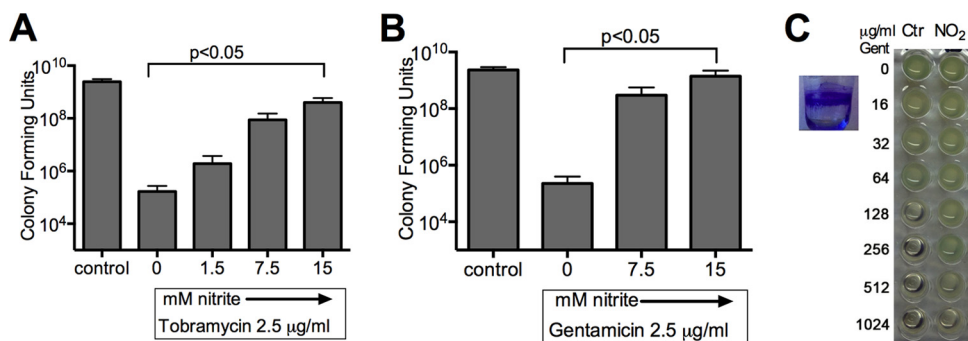 A
p<0.05
Colony Forming Units
10^10
10^8
10^6
10^4
control 0 1.5 7.5 15
mM nitrite
Tobramycin 2.5 μg/ml
B
p<0.05
Colony Forming Units
10^10
10^8
10^6
10^4
control 0 7.5 15
mM nitrite
Gentamicin 2.5 μg/ml
C
μg/ml Ctr NO₂
Gent
0
16
32
64
128
256
512
1024